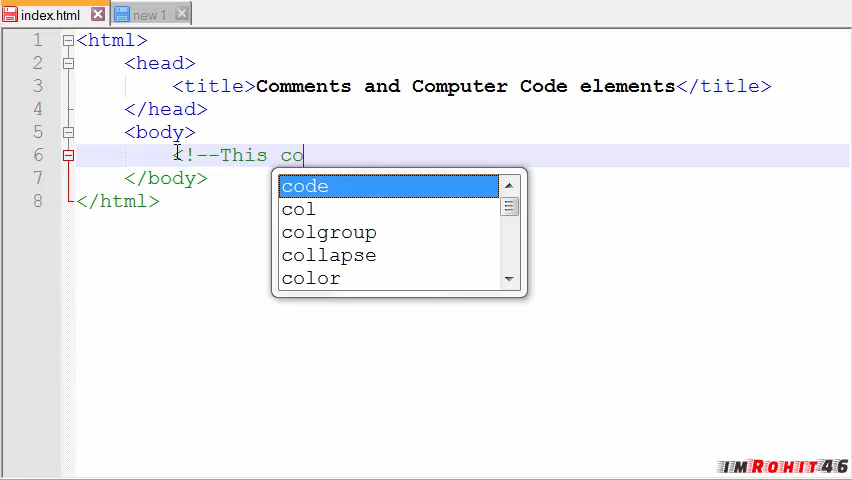 index.html new 1
1 <html>
2 <head>
3 <title>Comments and Computer Code elements</title>
4 </head>
5 <body>
6 <!--This co
7 </body>
8 </html>
code
col
colgroup
collapse
color
IMROHIT46